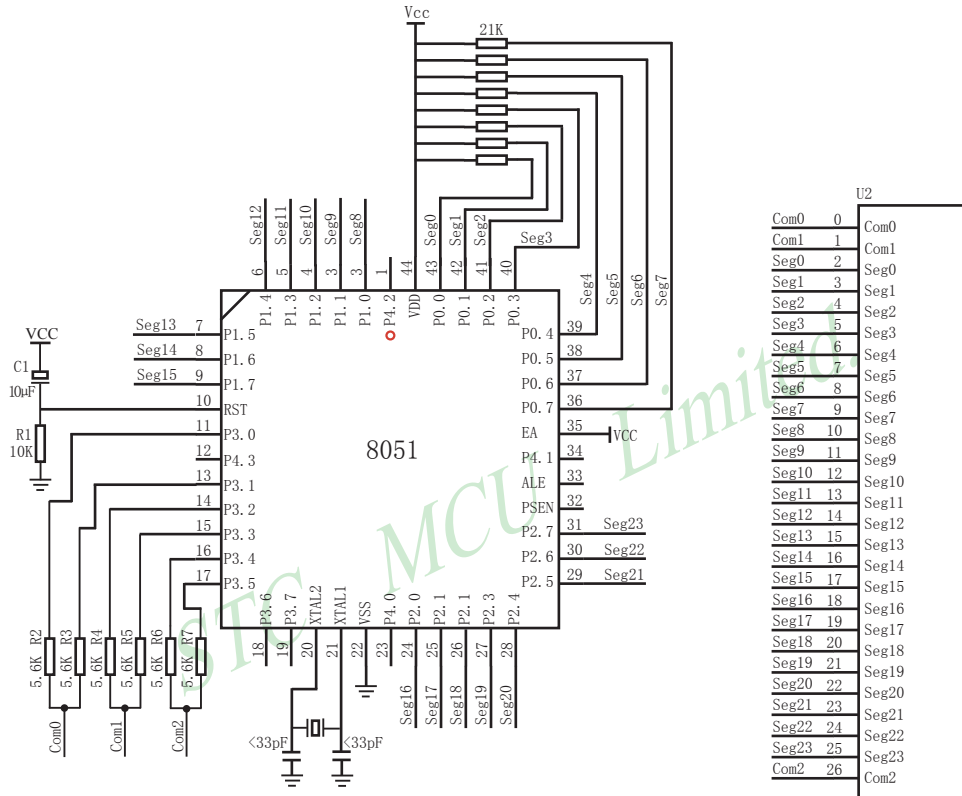 Vcc
21K
Seg12
Seg11
Seg10
Seg9
Seg8
Seg0
Seg1
Seg2
Seg3
Seg4
Seg5
Seg6
Seg7
6
5
4
3
3
1
44
43
42
41
40
P1.4
P1.3
P1.2
P1.1
P1.0
P4.2
VDD
P0.0
P0.1
P0.2
P0.3
Seg13 7 P1.5
Seg14 8 P1.6
Seg15 9 P1.7
10 RST
11 P3.0
12 P4.3
13 P3.1
14 P3.2
15 P3.3
16 P3.4
17 P3.5
VCC
C1
10μF
R1
10K
8051
P0.4 39
P0.5 38
P0.6 37
P0.7 36
EA 35 VCC
P4.1 34
ALE 33
PSEN 32
P2.7 31 Seg23
P2.6 30 Seg22
P2.5 29 Seg21
P3.6
P3.7
XTAL2
XTAL1
VSS
P4.0
P2.0
P2.1
P2.1
P2.3
P2.4
18
19
20
21
22
23
24
25
26
27
28
Seg16
Seg17
Seg18
Seg19
Seg20
5.6K R2
5.6K R3
5.6K R4
5.6K R5
5.6K R6
5.6K R7
Com0
Com1
Com2
<33pF
<33pF
STC MCU Limited.
U2
Com0 0 Com0
Com1 1 Com1
Seg0 2 Seg0
Seg1 3 Seg1
Seg2 4 Seg2
Seg3 5 Seg3
Seg4 6 Seg4
Seg5 7 Seg5
Seg6 8 Seg6
Seg7 9 Seg7
Seg8 10 Seg8
Seg9 11 Seg9
Seg10 12 Seg10
Seg11 13 Seg11
Seg12 14 Seg12
Seg13 15 Seg13
Seg14 16 Seg14
Seg15 17 Seg15
Seg16 18 Seg16
Seg17 19 Seg17
Seg18 20 Seg18
Seg19 21 Seg19
Seg20 22 Seg20
Seg21 23 Seg21
Seg22 24 Seg22
Seg23 25 Seg23
Com2 26 Com2